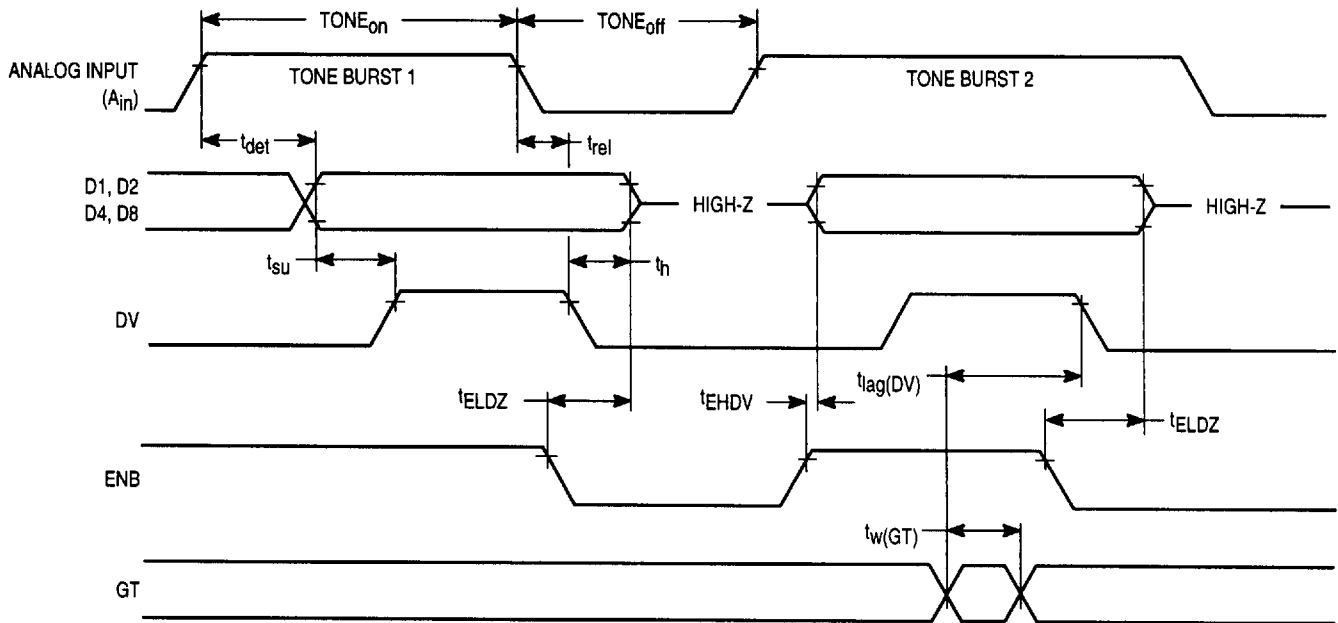 TONEon TONEoff
ANALOG INPUT
(Ain)
TONE BURST 1
TONE BURST 2
tdet trel
D1, D2
D4, D8
HIGH-Z HIGH-Z
tsu th
DV
tELDZ tEHDV tlag(DV) tELDZ
ENB
tw(GT)
GT